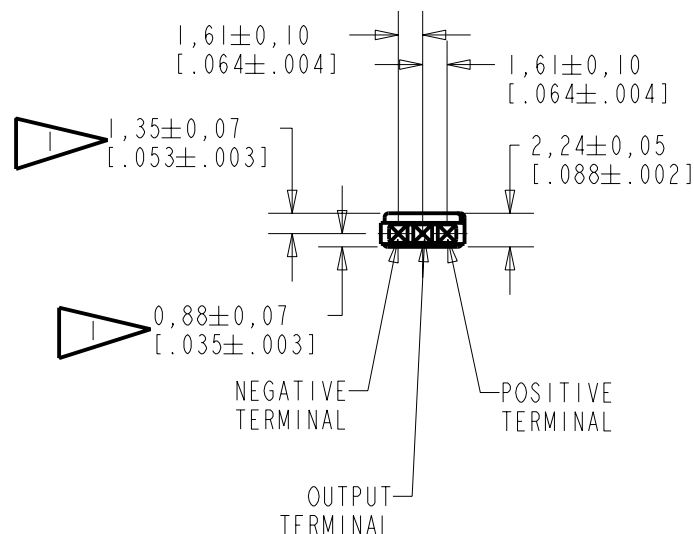 1,61±0,10
[.064±.004]
1,61±0,10
[.064±.004]
1
1,35±0,07
[.053±.003]
2,24±0,05
[.088±.002]
1
0,88±0,07
[.035±.003]
NEGATIVE
TERMINAL
POSITIVE
TERMINAL
OUTPUT
TERMINAL